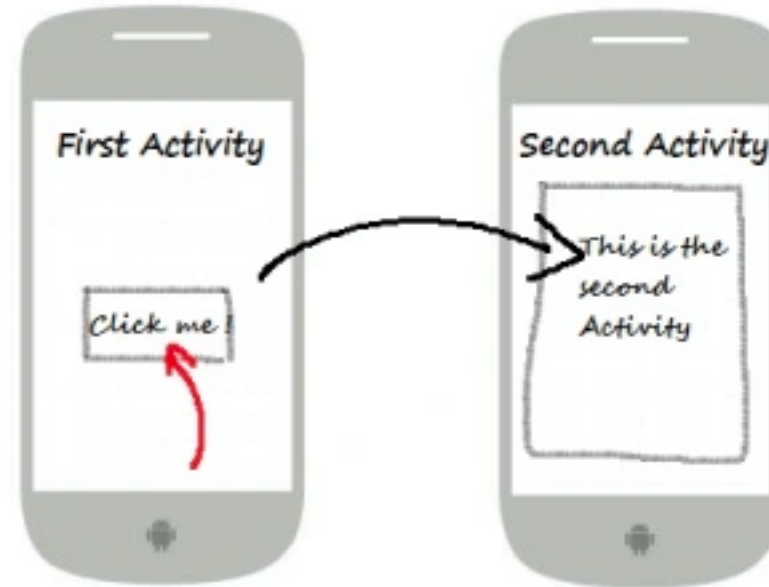 First Activity
Click me !
Second Activity
This is the
second
Activity